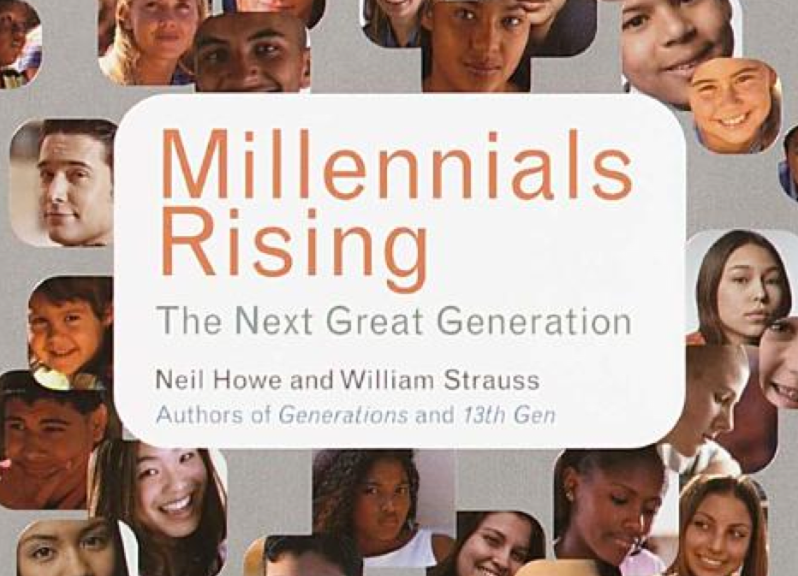 Millennials
Rising
The Next Great Generation
Neil Howe and William Strauss
Authors of Generations and 13th Gen